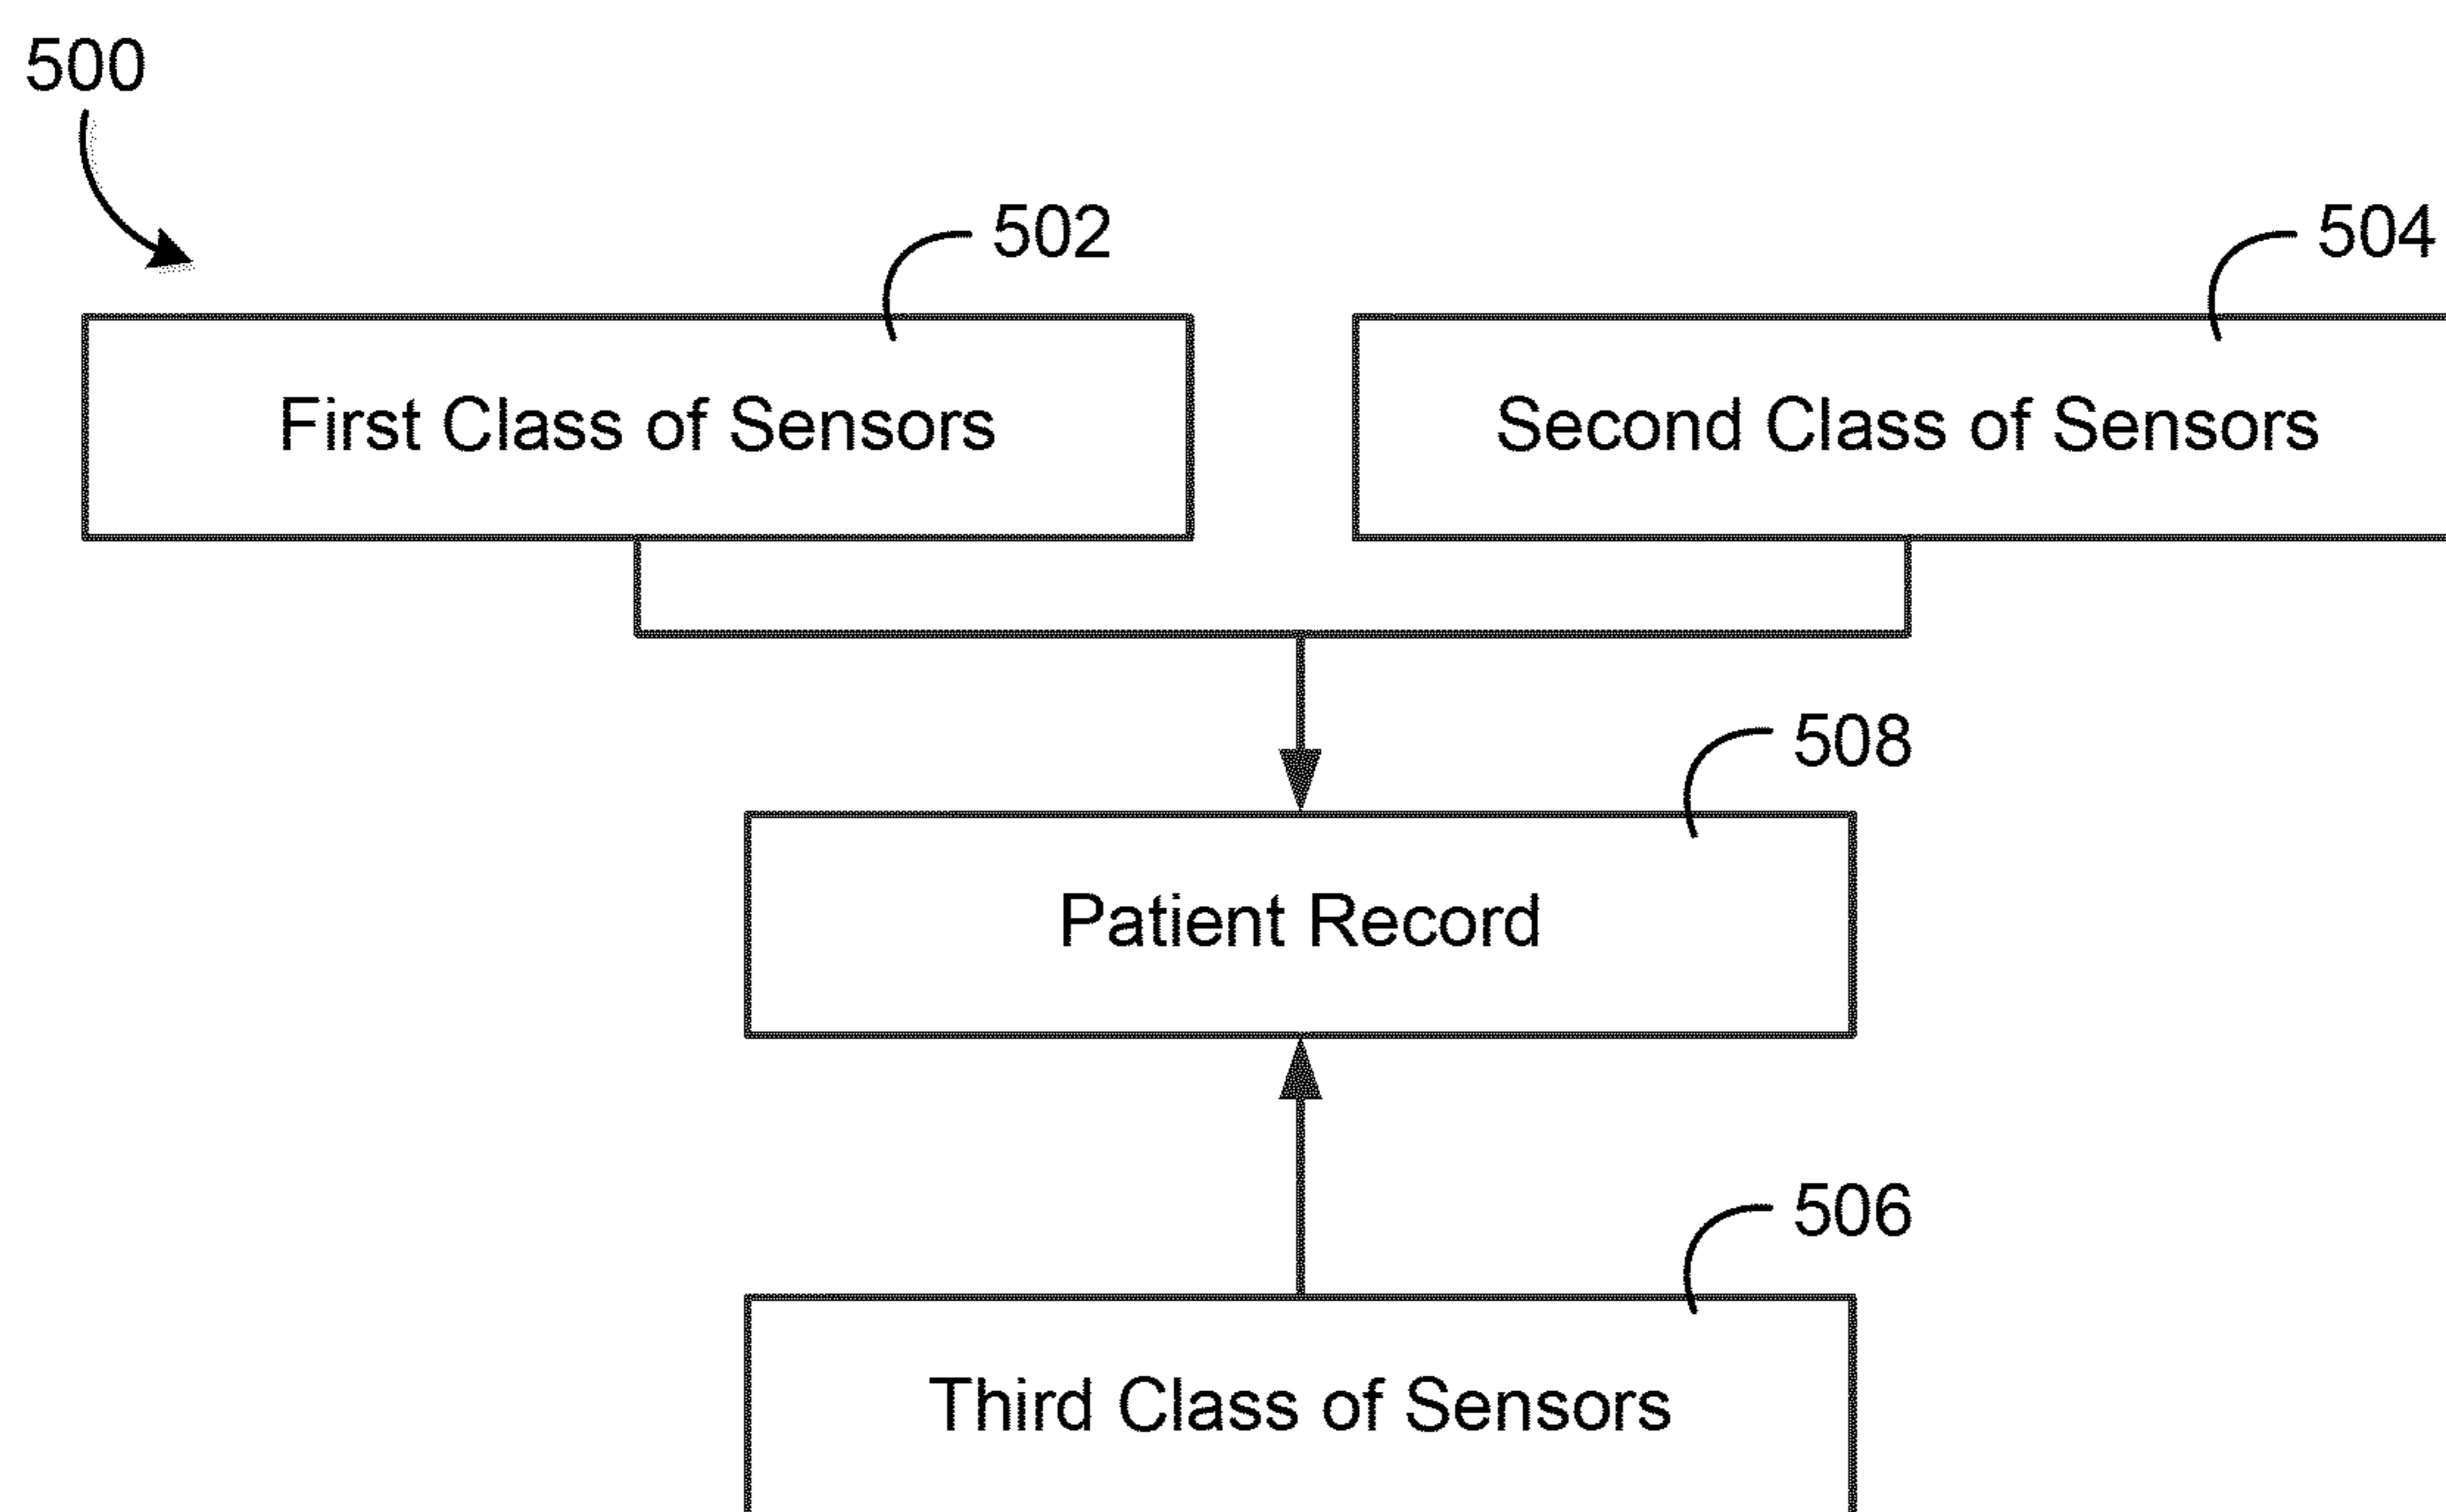 500
502
504
First Class of Sensors
Second Class of Sensors
508
Patient Record
506
Third Class of Sensors